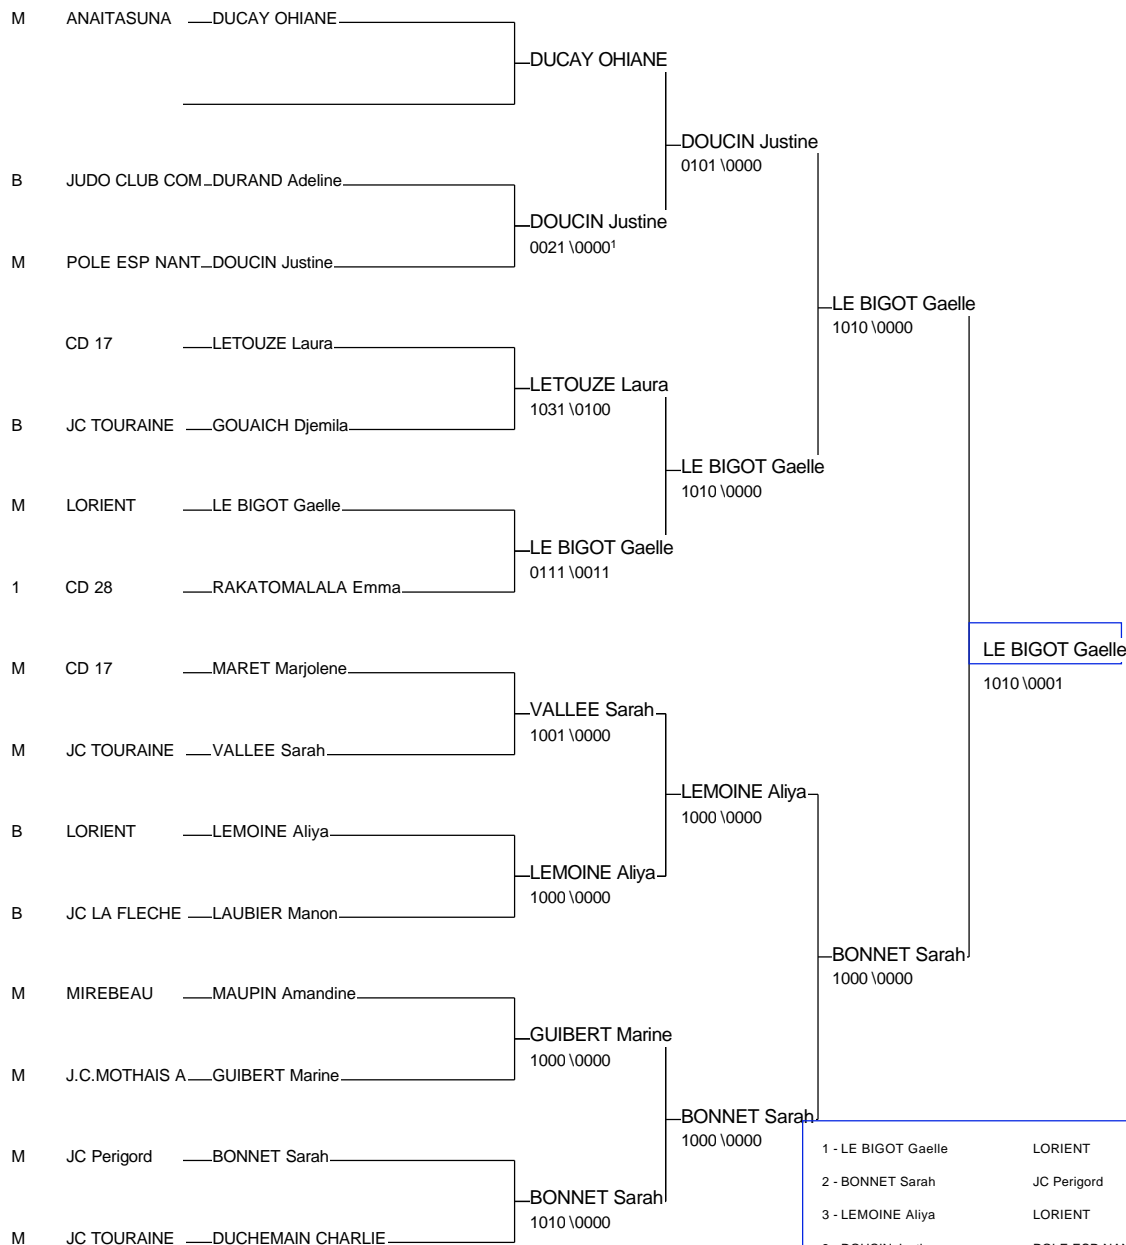 M ANAITASUNA DUCAY OHIANE
DUCAY OHIANE
DOUCIN Justine
0101 \0000
B JUDO CLUB COM DURAND Adeline
DOUCIN Justine
0021 \0000¹
M POLE ESP NANT DOUCIN Justine
LE BIGOT Gaelle
1010 \0000
CD 17 LETOUZE Laura
LETOUZE Laura
1031 \0100
B JC TOURAINE GOUAICH Djemila
LE BIGOT Gaelle
1010 \0000
M LORIENT LE BIGOT Gaelle
LE BIGOT Gaelle
0111 \0011
1 CD 28 RAKATOMALALA Emma
LE BIGOT Gaelle
1010 \0001
M CD 17 MARET Marjolene
VALLEE Sarah
1001 \0000
M JC TOURAINE VALLEE Sarah
LEMOINE Aliya
1000 \0000
B LORIENT LEMOINE Aliya
LEMOINE Aliya
1000 \0000
B JC LA FLECHE LAUBIER Manon
BONNET Sarah
1000 \0000
M MIREBEAU MAUPIN Amandine
GUIBERT Marine
1000 \0000
M J.C.MOTHAIS A GUIBERT Marine
BONNET Sarah
1000 \0000
M JC Perigord BONNET Sarah
BONNET Sarah
1010 \0000
M JC TOURAINE DUCHEMAIN CHARLIE
1 - LE BIGOT Gaelle LORIENT
2 - BONNET Sarah JC Perigord
3 - LEMOINE Aliya LORIENT